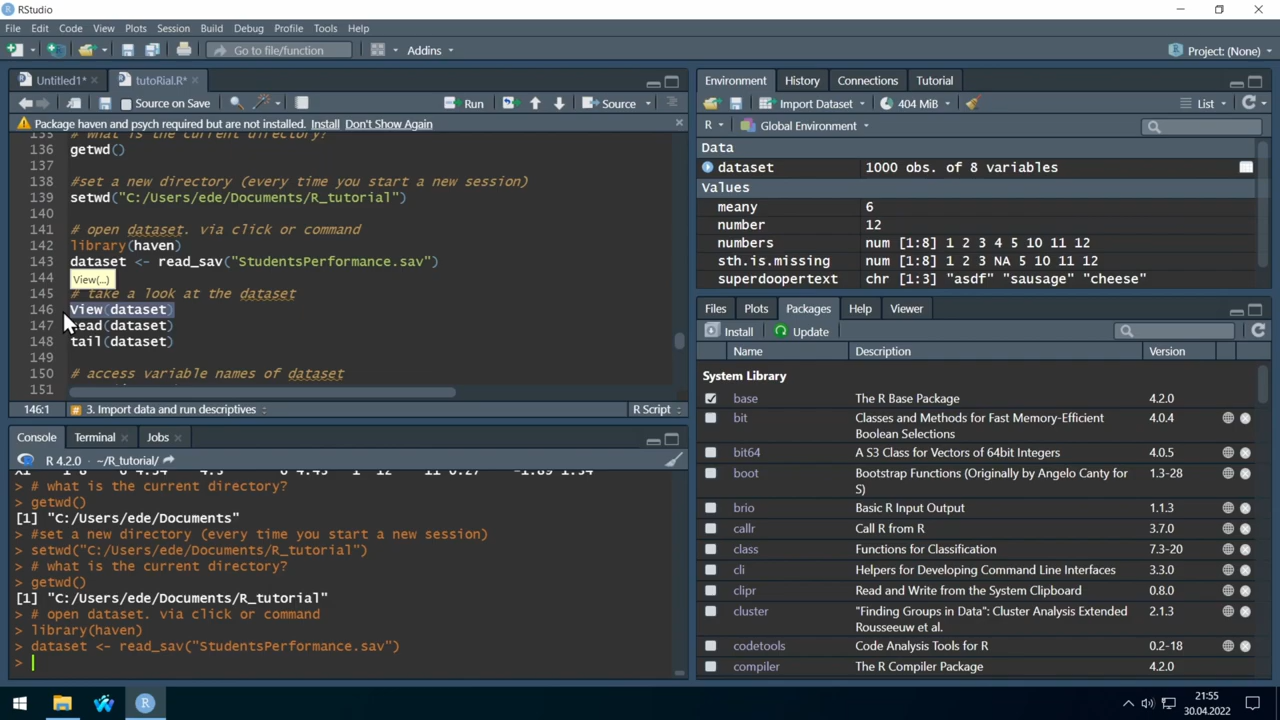 RStudio
File Edit Code View Plots Session Build Debug Profile Tools Help
Go to file/function Addins Project: (None)
Untitled1* tutoRial.R*
Source on Save Run Source
Package haven and psych required but are not installed. Install Don't Show Again
135 # what is the current directory?
136 getwd()
137
138 #set a new directory (every time you start a new session)
139 setwd("C:/Users/ede/Documents/R_tutorial")
140
141 # open dataset. via click or command
142 library(haven)
143 dataset <- read_sav("StudentsPerformance.sav")
144 View(...)
145 # take a look at the dataset
146 View(dataset)
147 head(dataset)
148 tail(dataset)
149
150 # access variable names of dataset
151
146:1 # 3. Import data and run descriptives R Script
Console Terminal Jobs
R 4.2.0 · ~/R_tutorial/
> # what is the current directory?
> getwd()
[1] "C:/Users/ede/Documents"
> #set a new directory (every time you start a new session)
> setwd("C:/Users/ede/Documents/R_tutorial")
> # what is the current directory?
> getwd()
[1] "C:/Users/ede/Documents/R_tutorial"
> # open dataset. via click or command
> library(haven)
> dataset <- read_sav("StudentsPerformance.sav")
>
Environment History Connections Tutorial
Import Dataset 404 MiB List
R Global Environment
Data
dataset 1000 obs. of 8 variables
Values
meany 6
number 12
numbers num [1:8] 1 2 3 4 5 10 11 12
sth.is.missing num [1:8] 1 2 3 NA 5 10 11 12
superdoopertext chr [1:3] "asdf" "sausage" "cheese"
Files Plots Packages Help Viewer
Install Update
Name Description Version
System Library
base The R Base Package 4.2.0
bit Classes and Methods for Fast Memory-Efficient 4.0.4
Boolean Selections
bit64 A S3 Class for Vectors of 64bit Integers 4.0.5
boot Bootstrap Functions (Originally by Angelo Canty for 1.3-28
S)
brio Basic R Input Output 1.1.3
callr Call R from R 3.7.0
class Functions for Classification 7.3-20
cli Helpers for Developing Command Line Interfaces 3.3.0
clipr Read and Write from the System Clipboard 0.8.0
cluster "Finding Groups in Data": Cluster Analysis Extended 2.1.3
Rousseeuw et al.
codetools Code Analysis Tools for R 0.2-18
compiler The R Compiler Package 4.2.0
21:55
30.04.2022